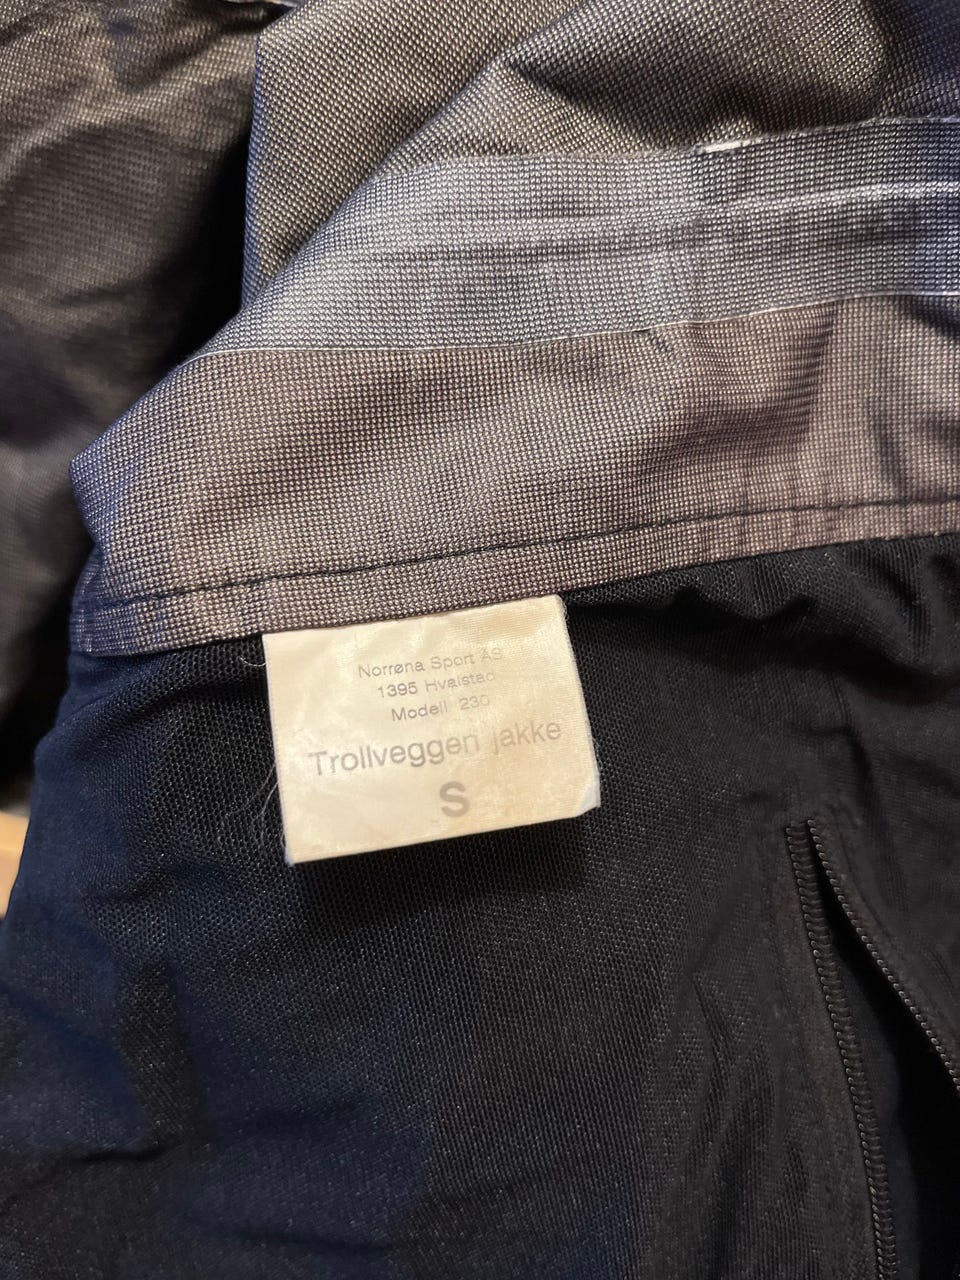 Norrøna Sport AS
1395 Hvalstad
Modell 230
Trollveggen jakke
S